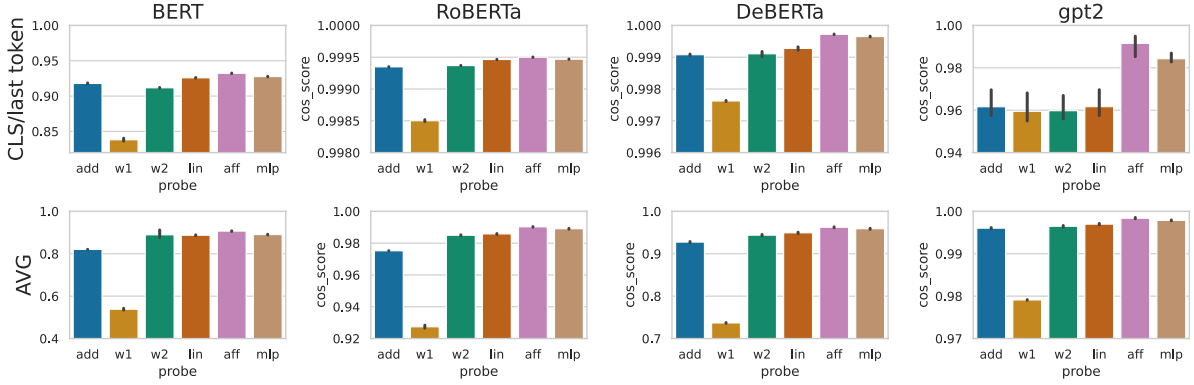 BERT
RoBERTa
DeBERTa
gpt2
CLS/last token
1.00
0.95
0.90
0.85
add w1 w2 lin aff mlp
probe
cos_score
1.0000
0.9995
0.9990
0.9985
0.9980
add w1 w2 lin aff mlp
probe
cos_score
1.000
0.999
0.998
0.997
0.996
add w1 w2 lin aff mlp
probe
cos_score
1.00
0.98
0.96
0.94
add w1 w2 lin aff mlp
probe
AVG
1.0
0.8
0.6
0.4
add w1 w2 lin aff mlp
probe
cos_score
1.00
0.98
0.96
0.94
0.92
add w1 w2 lin aff mlp
probe
cos_score
1.0
0.9
0.8
0.7
add w1 w2 lin aff mlp
probe
cos_score
1.00
0.99
0.98
0.97
add w1 w2 lin aff mlp
probe